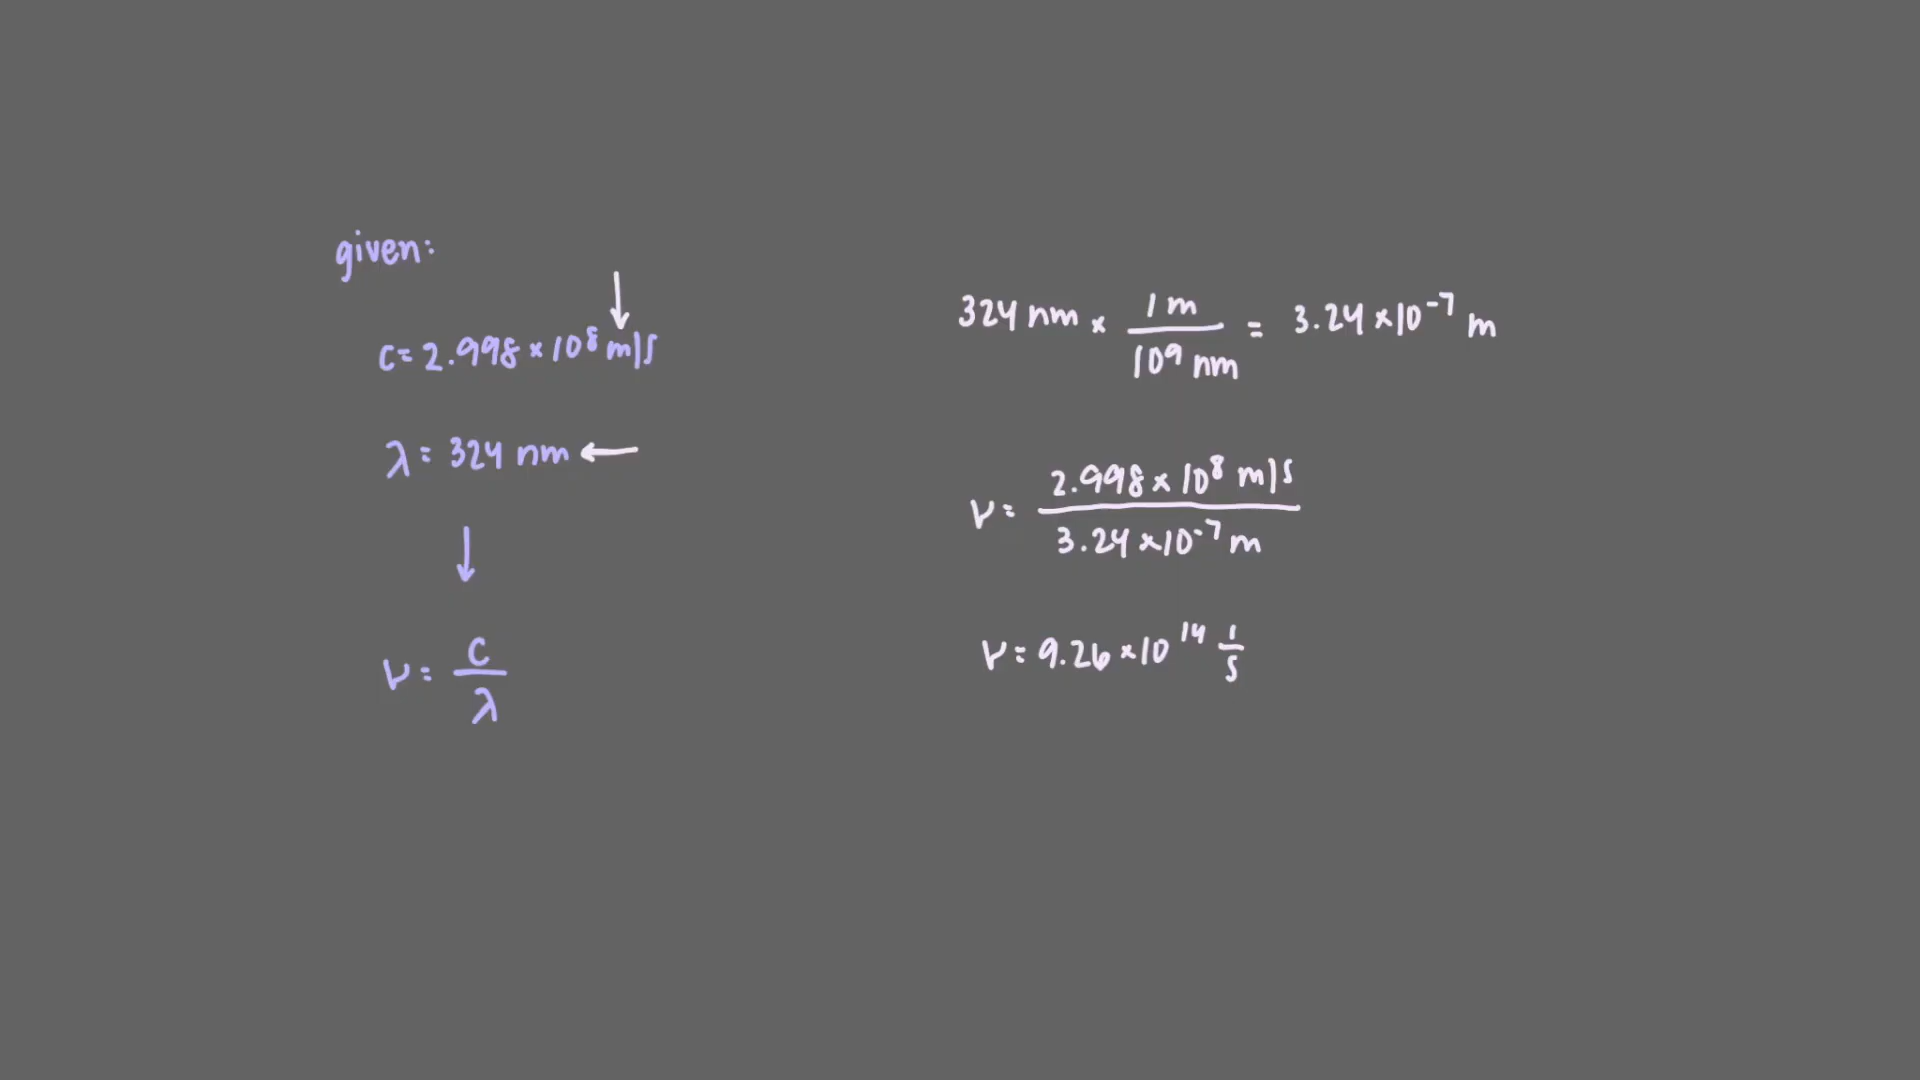 given:
c = 2.998 × 10⁸ m/s
λ = 324 nm ←
↓
ν = c/λ
324 nm × 1 m / 10⁹ nm = 3.24 × 10⁻⁷ m
ν = 2.998 × 10⁸ m/s / 3.24 × 10⁻⁷ m
ν = 9.26 × 10¹⁴ 1/s